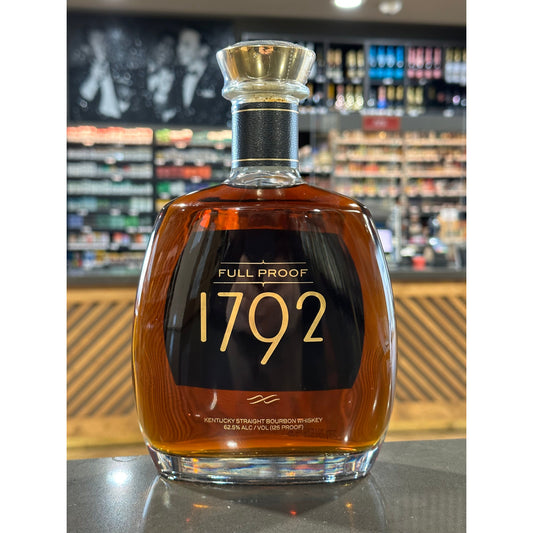 FULL PROOF
1792
KENTUCKY STRAIGHT BOURBON WHISKEY
62.5% ALC / VOL (125 PROOF)